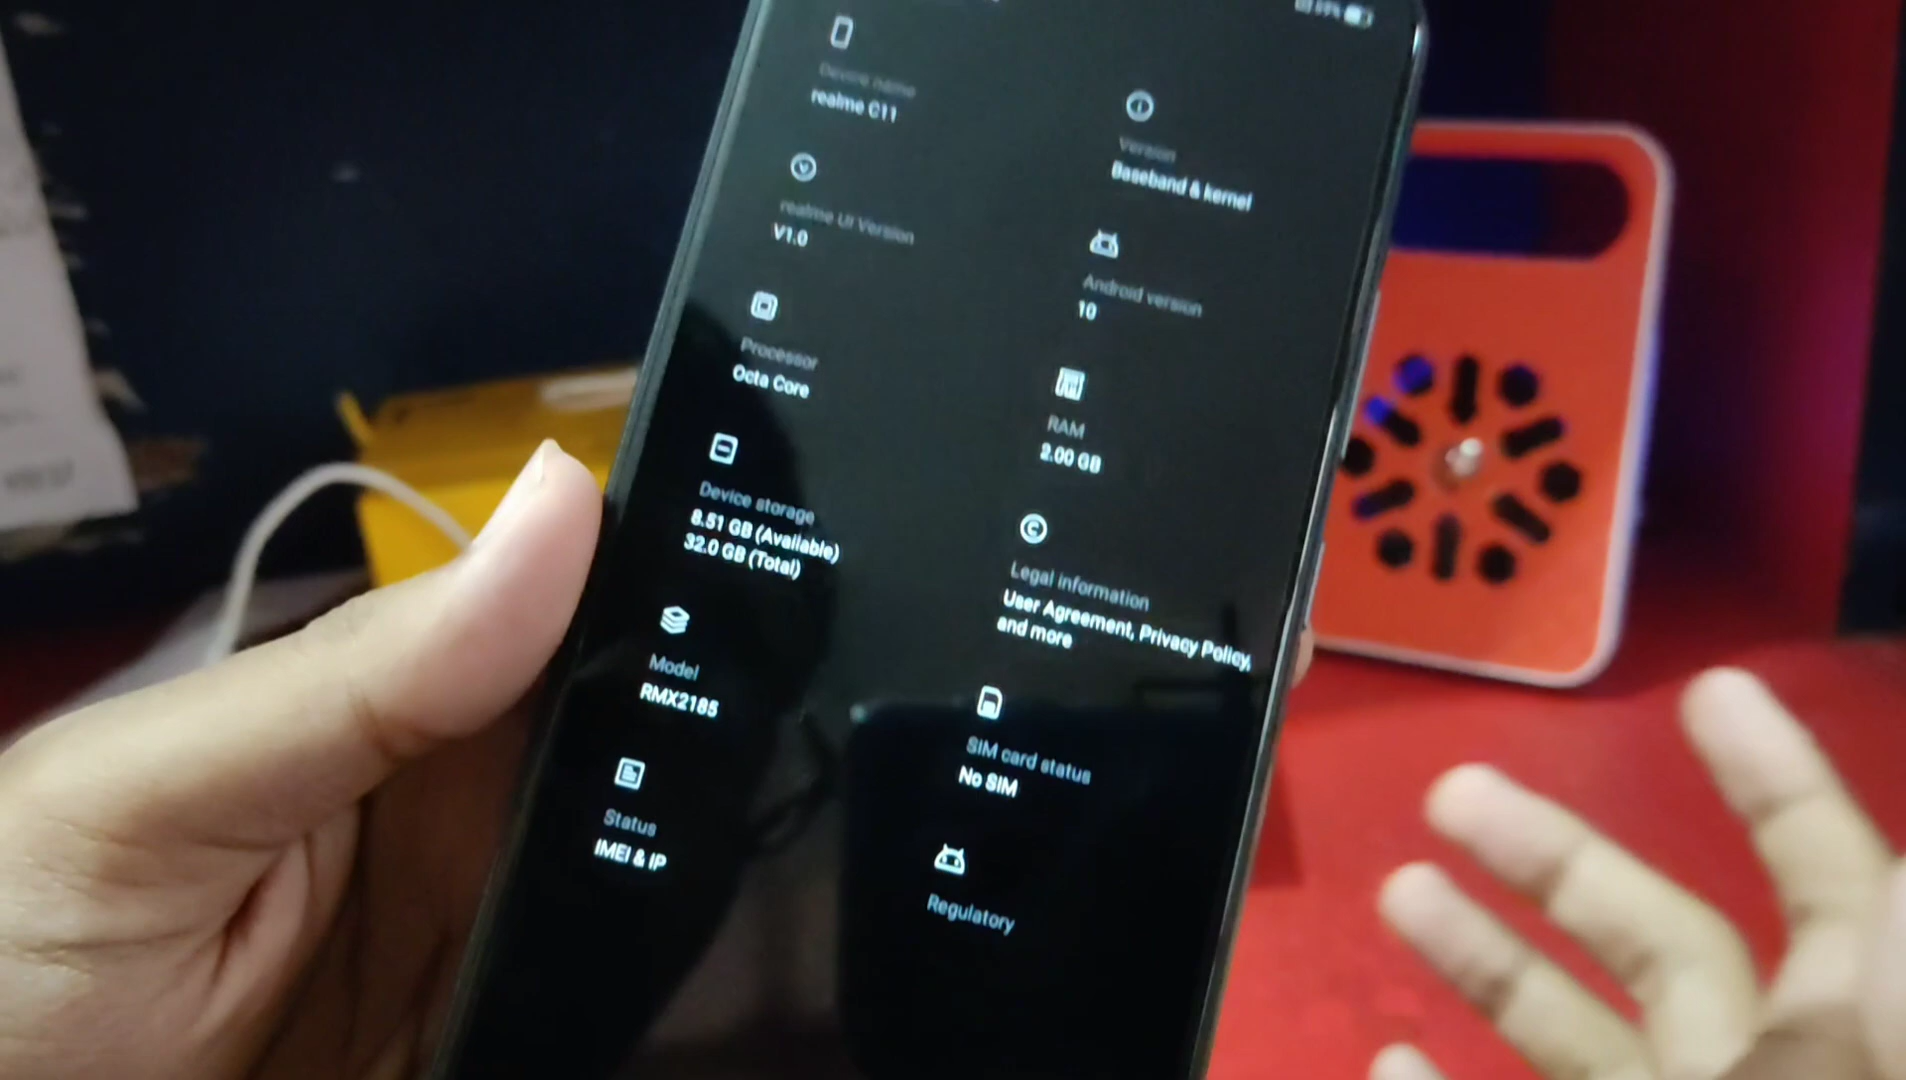 Device name
realme C11
Version
Baseband & kernel
realme UI Version
V1.0
Android version
10
Processor
Octa Core
RAM
2.00 GB
Device storage
8.51 GB (Available)
32.0 GB (Total)
Legal information
User Agreement, Privacy Policy,
and more
Model
RMX2185
SIM card status
No SIM
Status
IMEI & IP
Regulatory